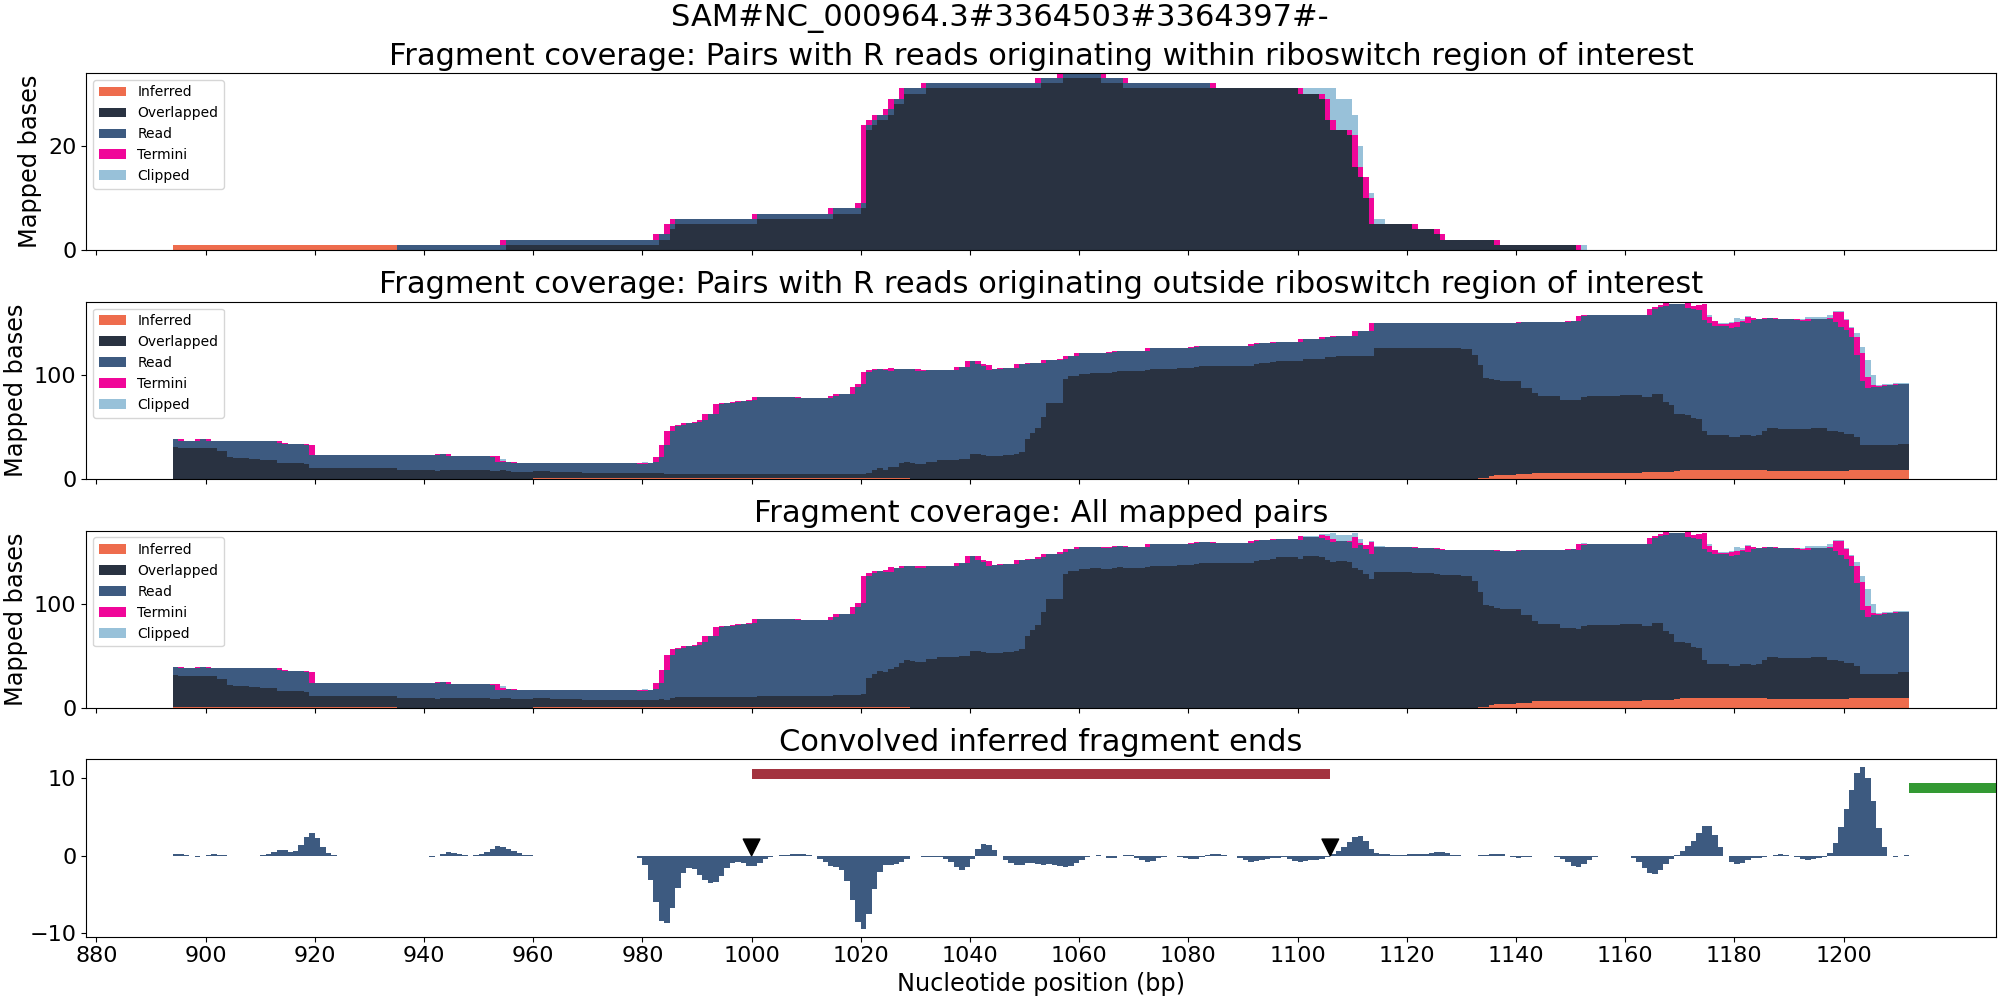 SAM#NC_000964.3#3364503#3364397#-
Fragment coverage: Pairs with R reads originating within riboswitch region of interest
Mapped bases
20
0
Inferred
Overlapped
Read
Termini
Clipped
Fragment coverage: Pairs with R reads originating outside riboswitch region of interest
Mapped bases
100
0
Inferred
Overlapped
Read
Termini
Clipped
Fragment coverage: All mapped pairs
Mapped bases
100
0
Inferred
Overlapped
Read
Termini
Clipped
Convolved inferred fragment ends
10
0
−10
880 900 920 940 960 980 1000 1020 1040 1060 1080 1100 1120 1140 1160 1180 1200
Nucleotide position (bp)